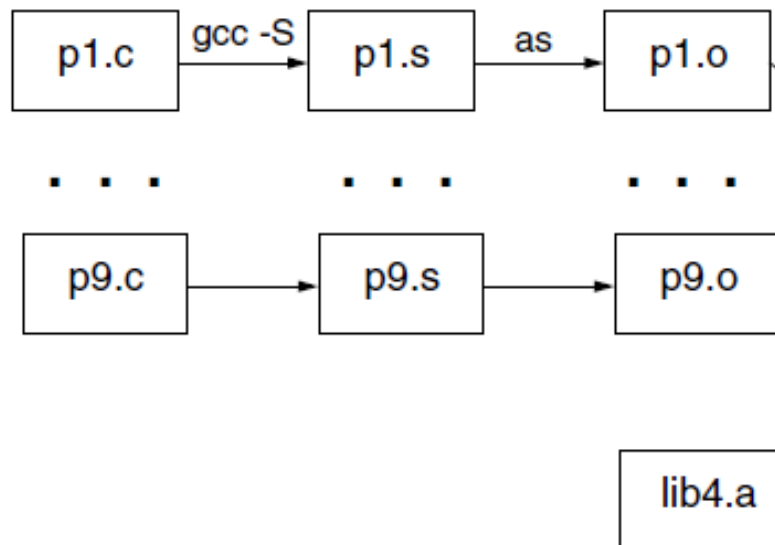 p1.c gcc -S p1.s as p1.o
. . . . . . . . .
p9.c p9.s p9.o
lib4.a